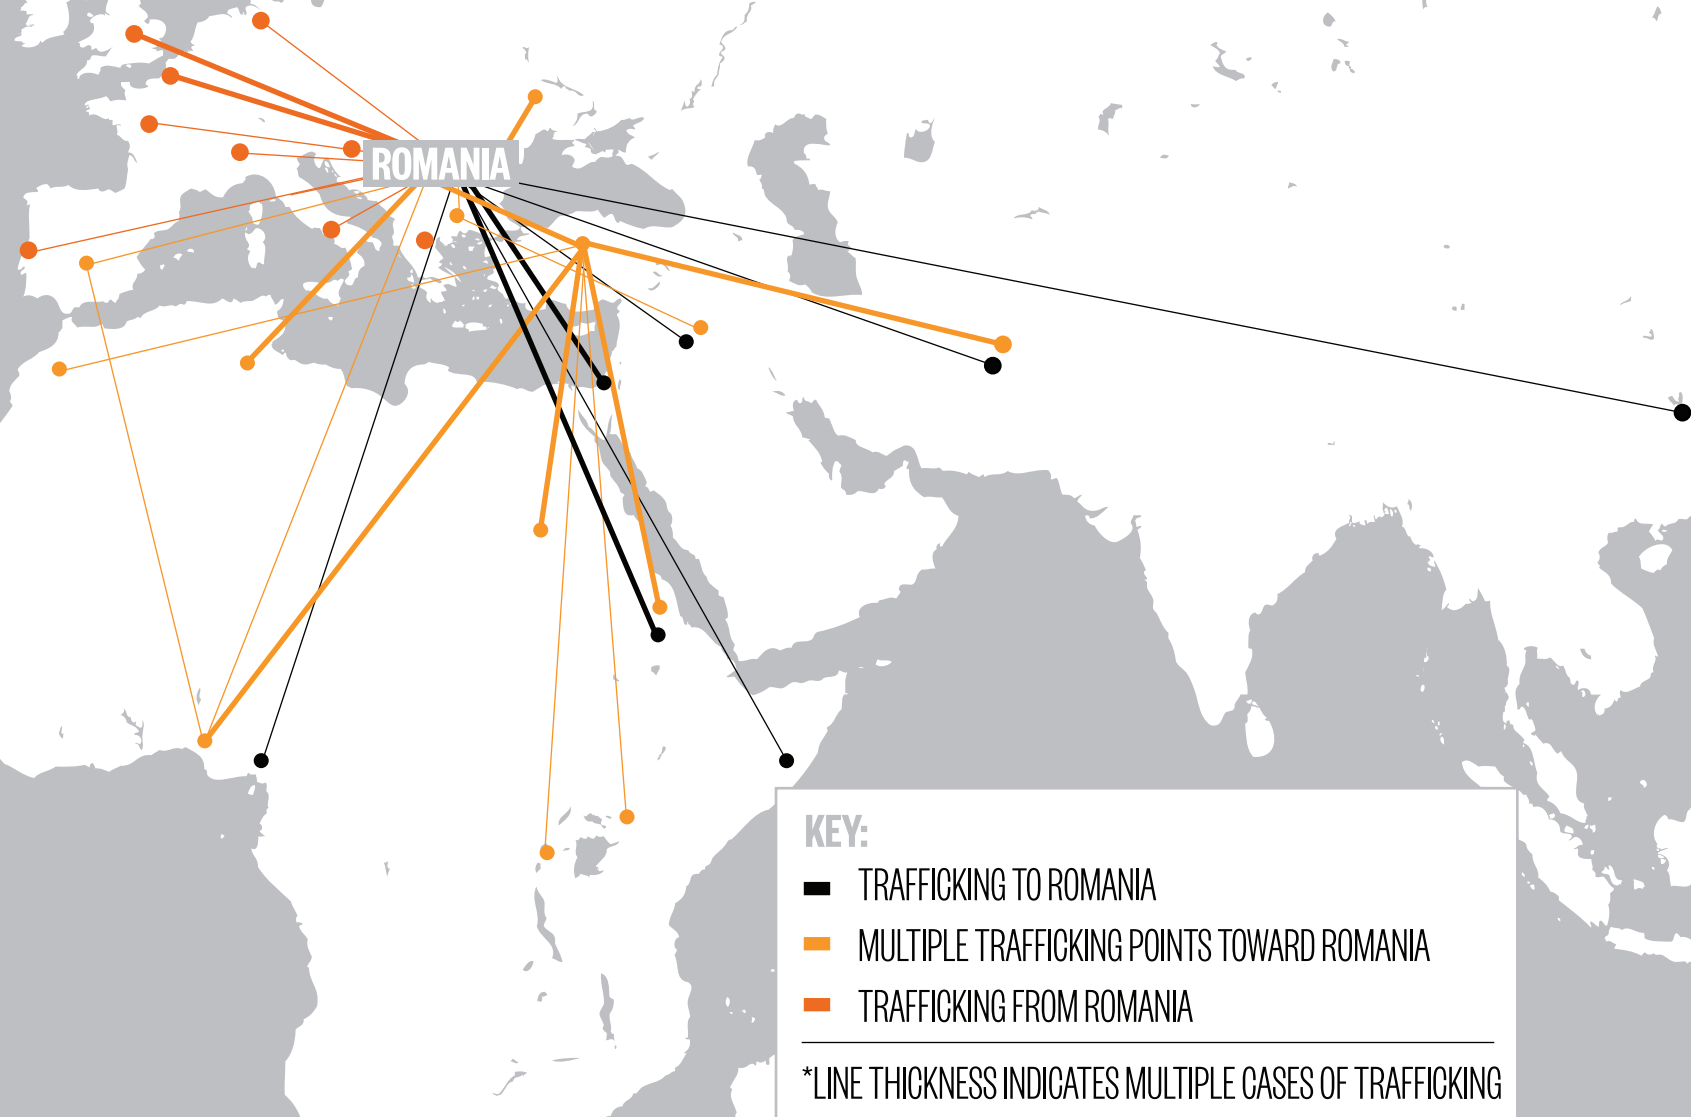 ROMANIA
KEY:
TRAFFICKING TO ROMANIA
MULTIPLE TRAFFICKING POINTS TOWARD ROMANIA
TRAFFICKING FROM ROMANIA
*LINE THICKNESS INDICATES MULTIPLE CASES OF TRAFFICKING